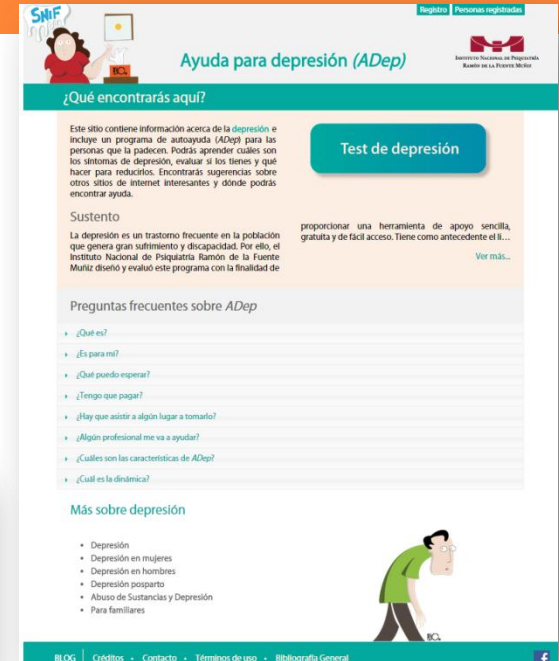 SNIF
Registro Personas registradas
Ayuda para depresión (ADep)
INSTITUTO NACIONAL DE PSIQUIATRÍA
RAMÓN DE LA FUENTE MUÑIZ
¿Qué encontrarás aquí?
Este sitio contiene información acerca de la depresión e
incluye un programa de autoayuda (ADep) para las
personas que la padecen. Podrás aprender cuáles son
los síntomas de depresión, evaluar si los tienes y qué
hacer para reducirlos. Encontrarás sugerencias sobre
otros sitios de internet interesantes y dónde podrás
encontrar ayuda.
Test de depresión
Sustento
La depresión es un trastorno frecuente en la población
que genera gran sufrimiento y discapacidad. Por ello, el
Instituto Nacional de Psiquiatría Ramón de la Fuente
Muñiz diseñó y evaluó este programa con la finalidad de
proporcionar una herramienta de apoyo sencilla,
gratuita y de fácil acceso. Tiene como antecedente el li...
Ver más...
Preguntas frecuentes sobre ADep
¿Qué es?
¿Es para mí?
¿Qué puedo esperar?
¿Tengo que pagar?
¿Hay que asistir a algún lugar a tomarlo?
¿Algún profesional me va a ayudar?
¿Cuáles son las características de ADep?
¿Cuál es la dinámica?
Más sobre depresión
• Depresión
• Depresión en mujeres
• Depresión en hombres
• Depresión posparto
• Abuso de Sustancias y Depresión
• Para familiares
BLOG | Créditos • Contacto • Términos de uso • Bibliografía General
f